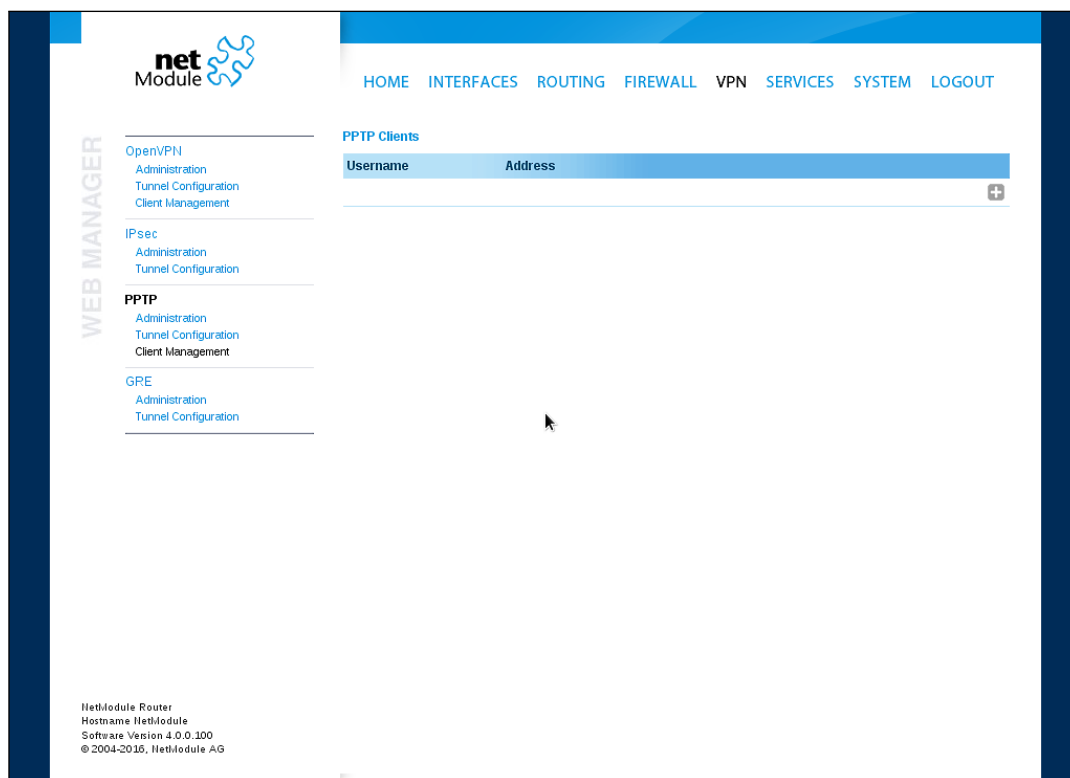 net
Module
HOME INTERFACES ROUTING FIREWALL VPN SERVICES SYSTEM LOGOUT
WEB MANAGER
OpenVPN
Administration
Tunnel Configuration
Client Management
IPsec
Administration
Tunnel Configuration
PPTP
Administration
Tunnel Configuration
Client Management
GRE
Administration
Tunnel Configuration
PPTP Clients
Username Address
NetModule Router
Hostname NetModule
Software Version 4.0.0.100
© 2004-2016, NetModule AG